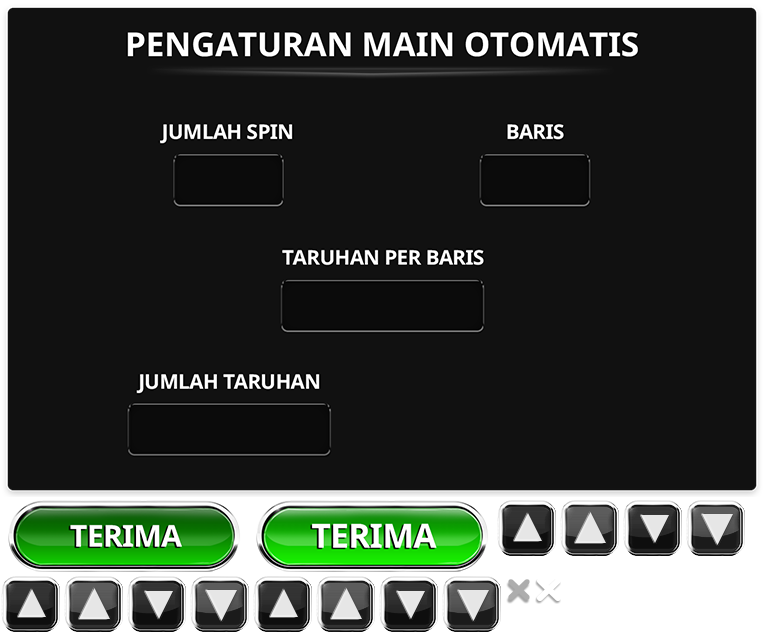 PENGATURAN MAIN OTOMATIS
JUMLAH SPIN
BARIS
TARUHAN PER BARIS
JUMLAH TARUHAN
TERIMA
TERIMA